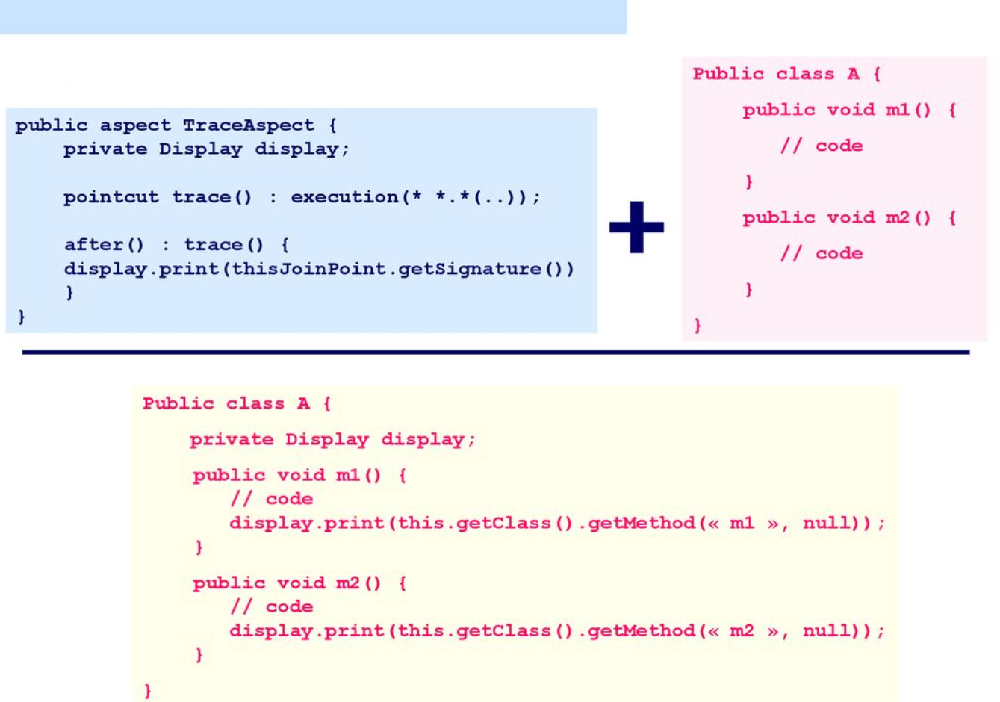 public aspect TraceAspect {
private Display display;
pointcut trace() : execution(* *.*(..));
after() : trace() {
display.print(thisJoinPoint.getSignature())
}
}
+
Public class A {
public void m1() {
// code
}
public void m2() {
// code
}
}
Public class A {
private Display display;
public void m1() {
// code
display.print(this.getClass().getMethod(« m1 », null));
}
public void m2() {
// code
display.print(this.getClass().getMethod(« m2 », null));
}
}